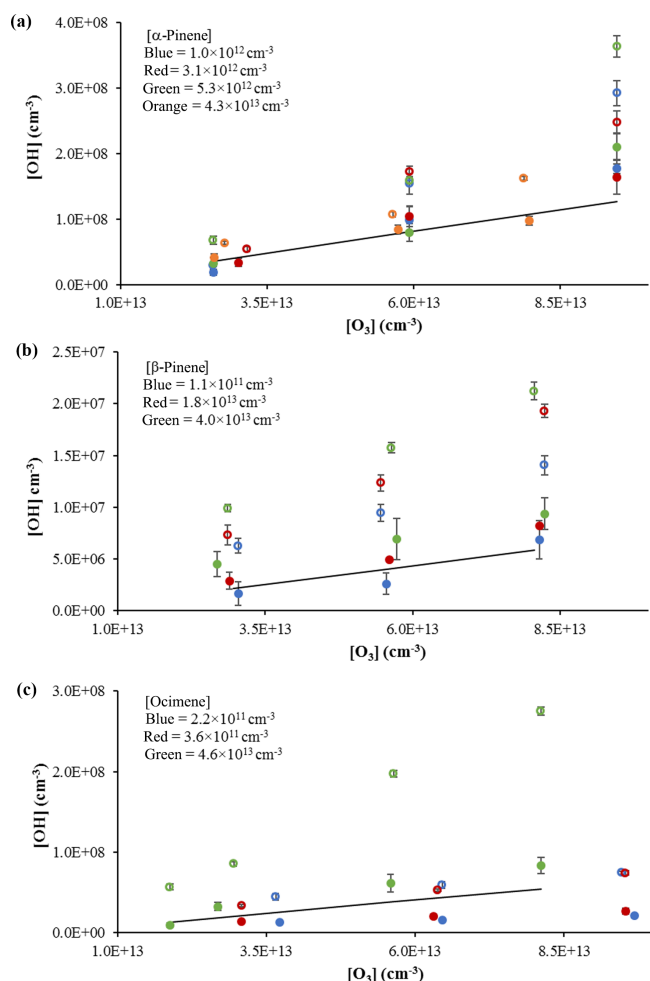 (a)
[α-Pinene]
Blue = 1.0×10¹² cm⁻³
Red = 3.1×10¹² cm⁻³
Green = 5.3×10¹² cm⁻³
Orange = 4.3×10¹³ cm⁻³
[OH] (cm⁻³)
4.0E+08
3.0E+08
2.0E+08
1.0E+08
0.0E+00
1.0E+13 3.5E+13 6.0E+13 8.5E+13
[O₃] (cm⁻³)
(b)
[β-Pinene]
Blue = 1.1×10¹¹ cm⁻³
Red = 1.8×10¹³ cm⁻³
Green = 4.0×10¹³ cm⁻³
[OH] cm⁻³)
2.5E+07
2.0E+07
1.5E+07
1.0E+07
5.0E+06
0.0E+00
1.0E+13 3.5E+13 6.0E+13 8.5E+13
[O₃] (cm⁻³)
(c)
[Ocimene]
Blue = 2.2×10¹¹ cm⁻³
Red = 3.6×10¹¹ cm⁻³
Green = 4.6×10¹³ cm⁻³
[OH] (cm⁻³)
3.0E+08
2.0E+08
1.0E+08
0.0E+00
1.0E+13 3.5E+13 6.0E+13 8.5E+13
[O₃] (cm⁻³)